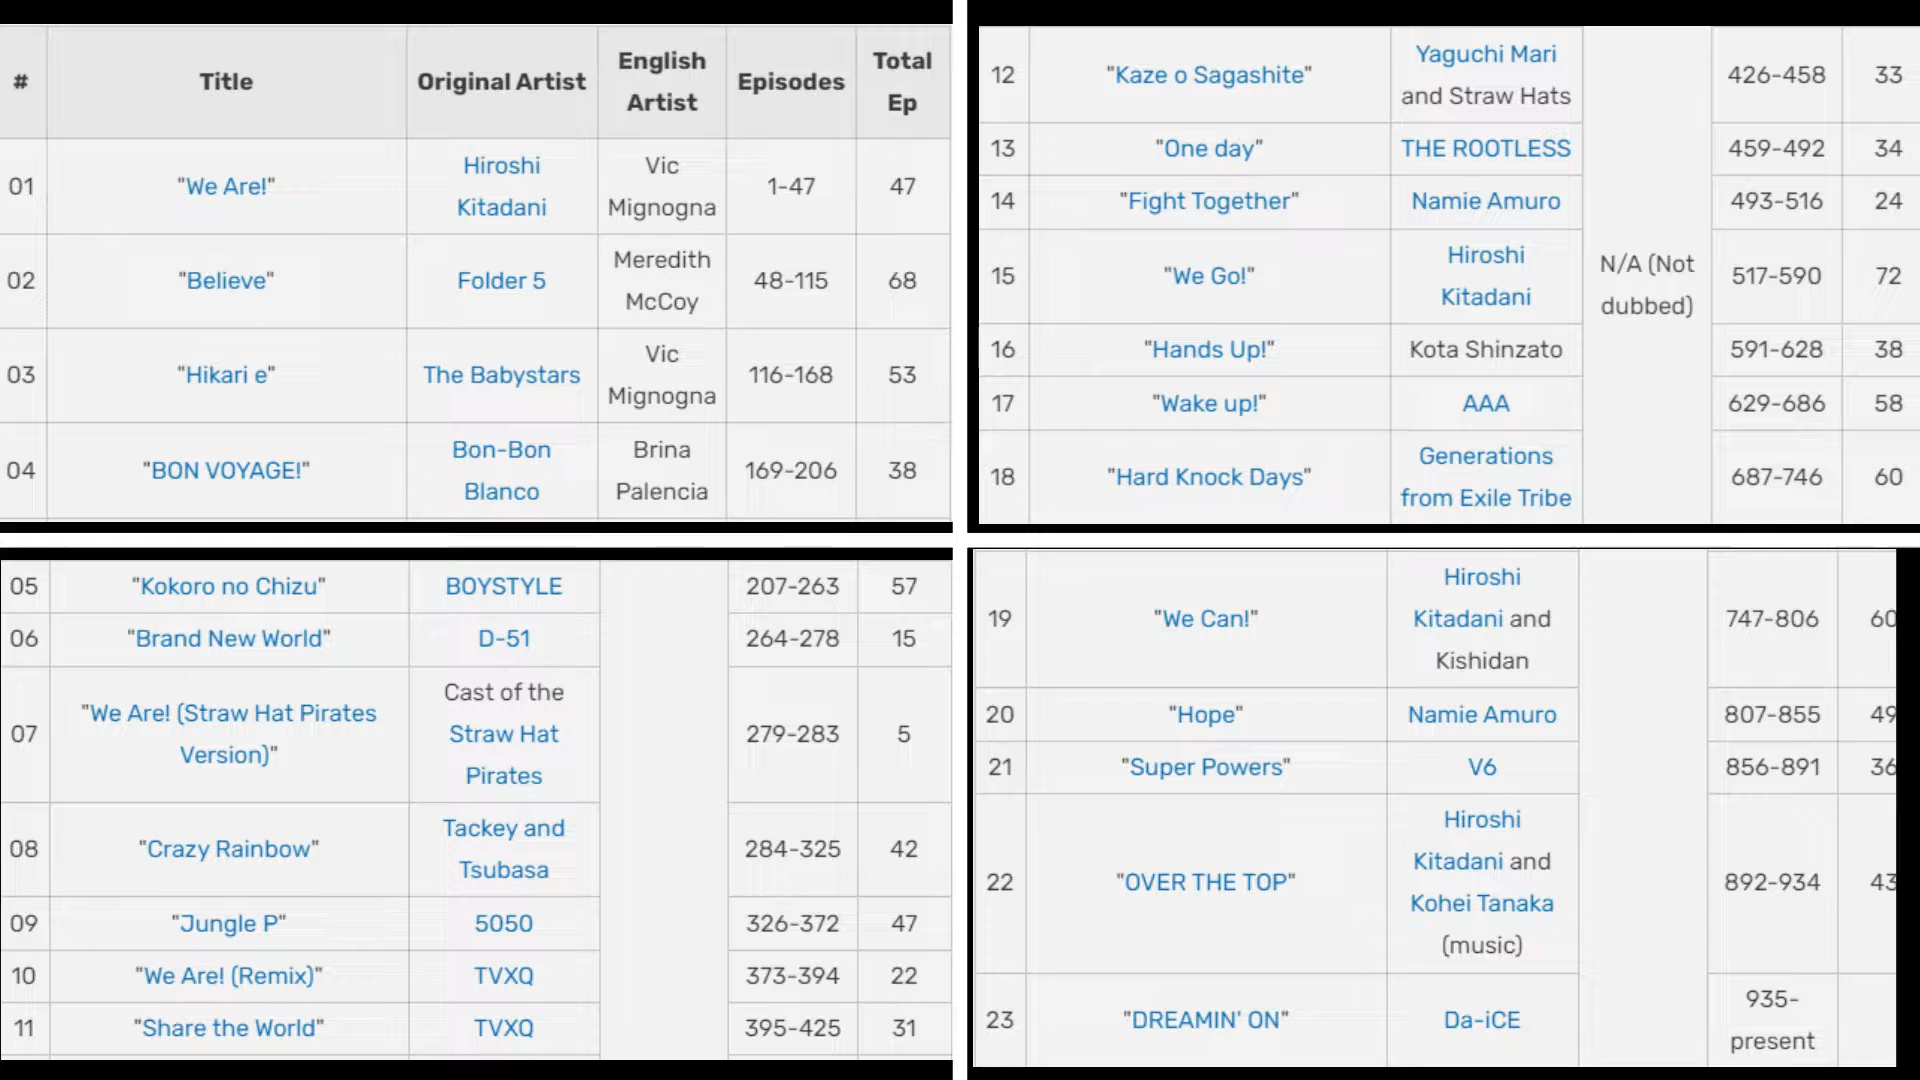 # Title Original Artist English Artist Episodes Total Ep
01 "We Are!" Hiroshi Kitadani Vic Mignogna 1-47 47
02 "Believe" Folder 5 Meredith McCoy 48-115 68
03 "Hikari e" The Babystars Vic Mignogna 116-168 53
04 "BON VOYAGE!" Bon-Bon Blanco Brina Palencia 169-206 38
05 "Kokoro no Chizu" BOYSTYLE 207-263 57
06 "Brand New World" D-51 264-278 15
07 "We Are! (Straw Hat Pirates Version)" Cast of the Straw Hat Pirates 279-283 5
08 "Crazy Rainbow" Tackey and Tsubasa 284-325 42
09 "Jungle P" 5050 326-372 47
10 "We Are! (Remix)" TVXQ 373-394 22
11 "Share the World" TVXQ 395-425 31
12 "Kaze o Sagashite" Yaguchi Mari and Straw Hats 426-458 33
13 "One day" THE ROOTLESS 459-492 34
14 "Fight Together" Namie Amuro 493-516 24
15 "We Go!" Hiroshi Kitadani N/A (Not dubbed) 517-590 72
16 "Hands Up!" Kota Shinzato 591-628 38
17 "Wake up!" AAA 629-686 58
18 "Hard Knock Days" Generations from Exile Tribe 687-746 60
19 "We Can!" Hiroshi Kitadani and Kishidan 747-806 60
20 "Hope" Namie Amuro 807-855 49
21 "Super Powers" V6 856-891 36
22 "OVER THE TOP" Hiroshi Kitadani and Kohei Tanaka (music) 892-934 43
23 "DREAMIN' ON" Da-iCE 935-present